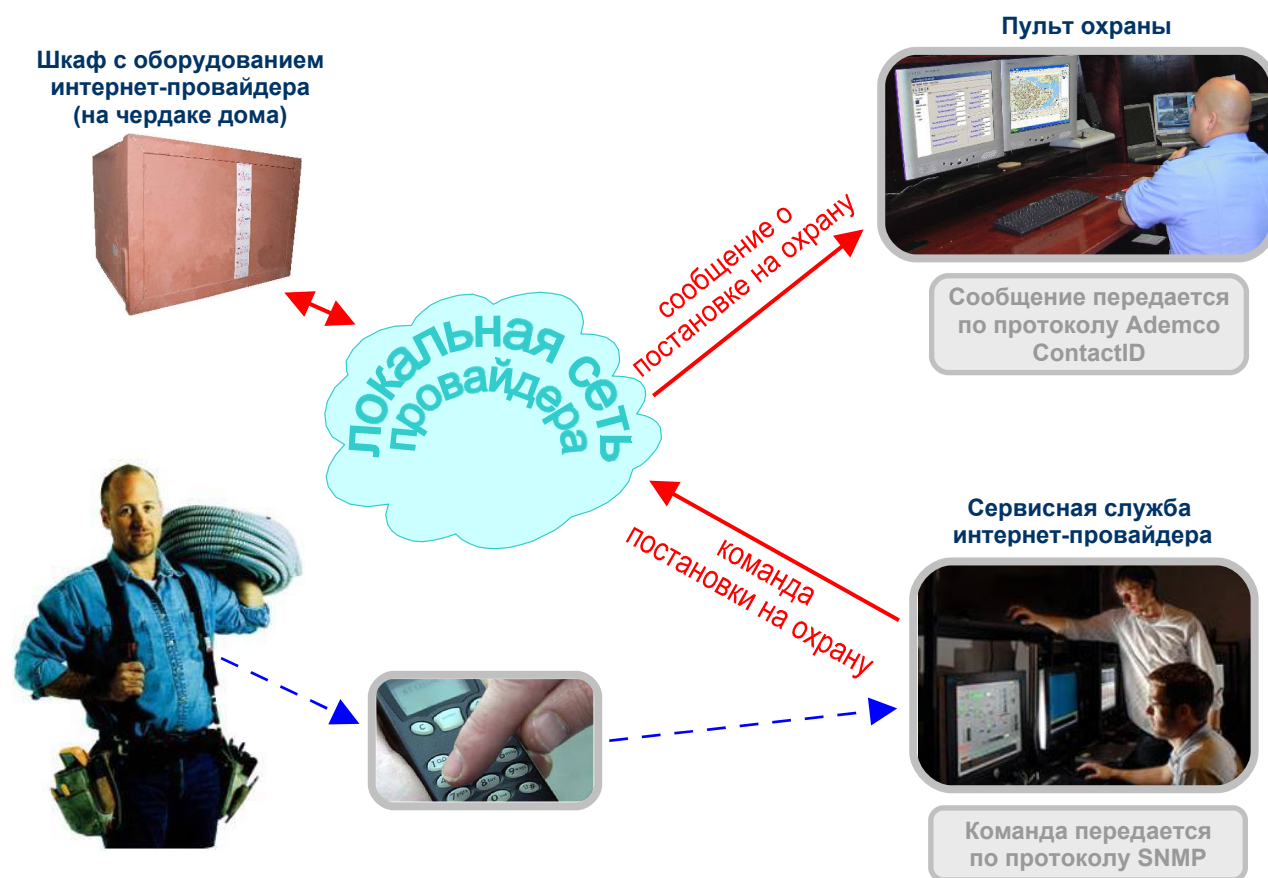 Пульт охраны
Шкаф с оборудованием
интернет-провайдера
(на чердаке дома)
сообщение о
постановке на охрану
Сообщение передается
по протоколу Ademco
ContactID
локальная сеть
провайдера
команда
постановки на охрану
Сервисная служба
интернет-провайдера
C
Команда передается
по протоколу SNMP